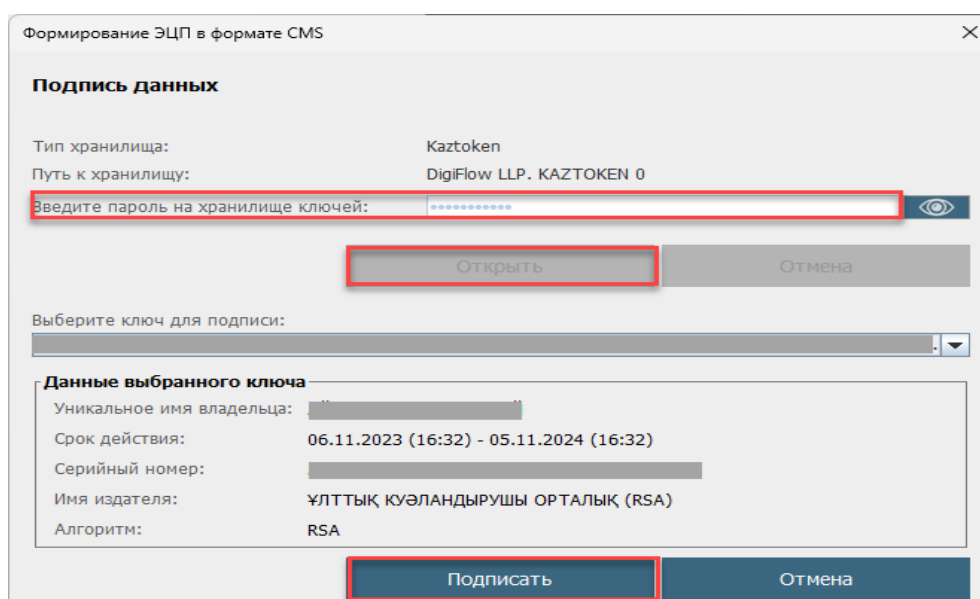 Формирование ЭЦП в формате CMS
Подпись данных
Тип хранилища: Kaztoken
Путь к хранилищу: DigiFlow LLP. KAZTOKEN 0
Введите пароль на хранилище ключей:
Открыть Отмена
Выберите ключ для подписи:
Данные выбранного ключа
Уникальное имя владельца:
Срок действия: 06.11.2023 (16:32) - 05.11.2024 (16:32)
Серийный номер:
Имя издателя: ҰЛТТЫҚ КУӘЛАНДЫРУШЫ ОРТАЛЫҚ (RSA)
Алгоритм: RSA
Подписать Отмена